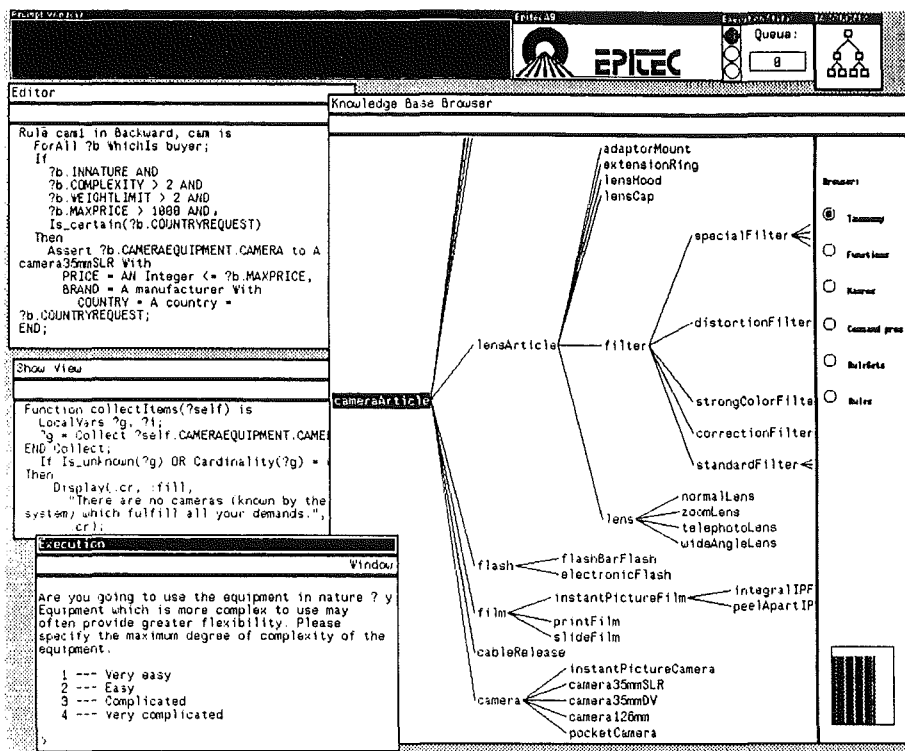 Prompt Window
EpitecA9
Queue:
0
EPITEC
Editor
Rule cam1 in Backward, cam is
ForAll ?b WhichIs buyer;
If
?b.INNATURE AND
?b.COMPLEXITY > 2 AND
?b.WEIGHTLIMIT > 2 AND
?b.MAXPRICE > 1000 AND,
Is_certain(?b.COUNTRYREQUEST)
Then
Assert ?b.CAMERAEQUIPMENT.CAMERA to A
camera35mmSLR With
PRICE = AN Integer <= ?b.MAXPRICE,
BRAND = A manufacturer With
COUNTRY = A country =
?b.COUNTRYREQUEST;
END;
Show View
Function collectItems(?self) is
LocalVars ?g, ?i;
?g = Collect ?self.CAMERAEQUIPMENT.CAME
END Collect;
If Is_unknown(?g) OR Cardinality(?g) =
Then
Display(.cr, :fill,
"There are no cameras (known by the
system) which fulfill all your demands.",
cr);
Execution
Window
Are you going to use the equipment in nature ? y
Equipment which is more complex to use may
often provide greater flexibility. Please
specify the maximum degree of complexity of the
equipment.
1 --- Very easy
2 --- Easy
3 --- Complicated
4 --- Very complicated
>
Knowledge Base Browser
cameraArticle
lensArticle
adaptorMount
extensionRing
lensHood
lensCap
filter
specialFilter
distortionFilter
strongColorFilte
correctionFilter
standardFilter
lens
normalLens
zoomLens
telephotoLens
wideAngleLens
flash
flashBarFlash
electronicFlash
film
instantPictureFilm
integralIPF
peelApartIP
printFilm
slideFilm
cableRelease
camera
instantPictureCamera
camera35mmSLR
camera35mmDV
camera126mm
pocketCamera
Browser:
Taxonomy
Functions
Command proc
RuleSets
Rules